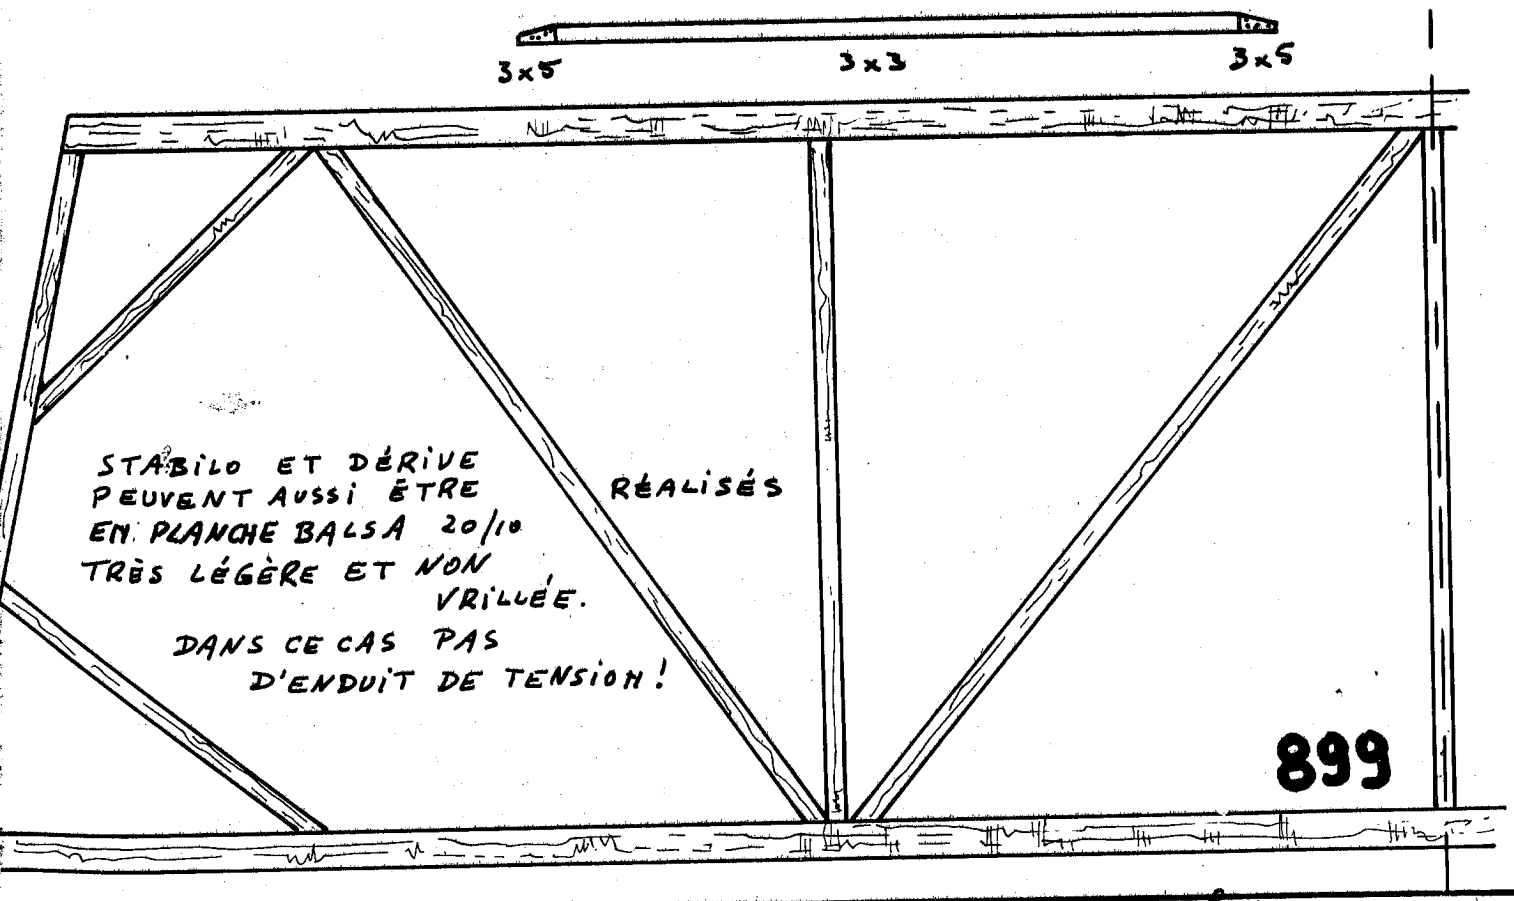 3x5 3x3 3x5
STABiLO ET DÉRiVE
PEUVENT AUSSi ÊTRE RÉALiSÉS
EN PLANCHE BALSA 20/10
TRÈS LÉGÈRE ET NON
VRiLLÉE.
DANS CE CAS PAS
D'ENDUiT DE TENSiON!
899